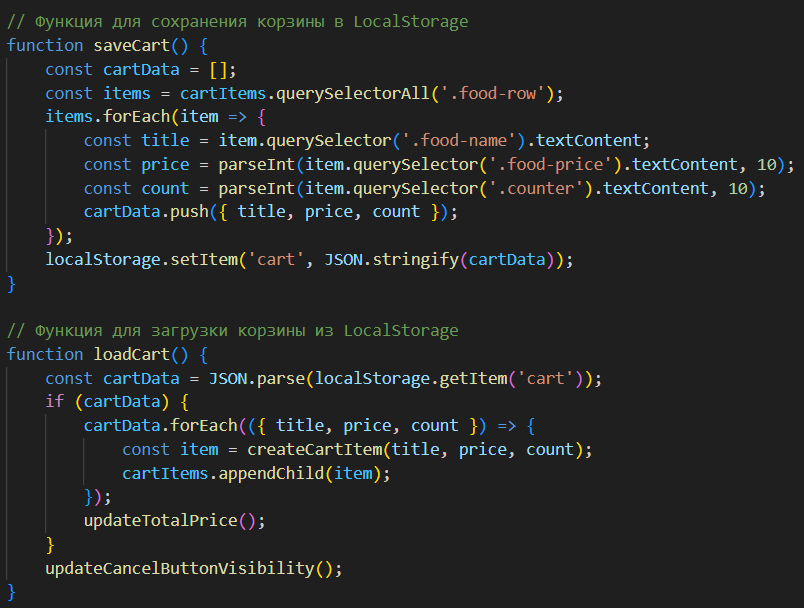 // Функция для сохранения корзины в LocalStorage
function saveCart() {
    const cartData = [];
    const items = cartItems.querySelectorAll('.food-row');
    items.forEach(item => {
        const title = item.querySelector('.food-name').textContent;
        const price = parseInt(item.querySelector('.food-price').textContent, 10);
        const count = parseInt(item.querySelector('.counter').textContent, 10);
        cartData.push({ title, price, count });
    });
    localStorage.setItem('cart', JSON.stringify(cartData));
}

// Функция для загрузки корзины из LocalStorage
function loadCart() {
    const cartData = JSON.parse(localStorage.getItem('cart'));
    if (cartData) {
        cartData.forEach(({ title, price, count }) => {
            const item = createCartItem(title, price, count);
            cartItems.appendChild(item);
        });
        updateTotalPrice();
    }
    updateCancelButtonVisibility();
}